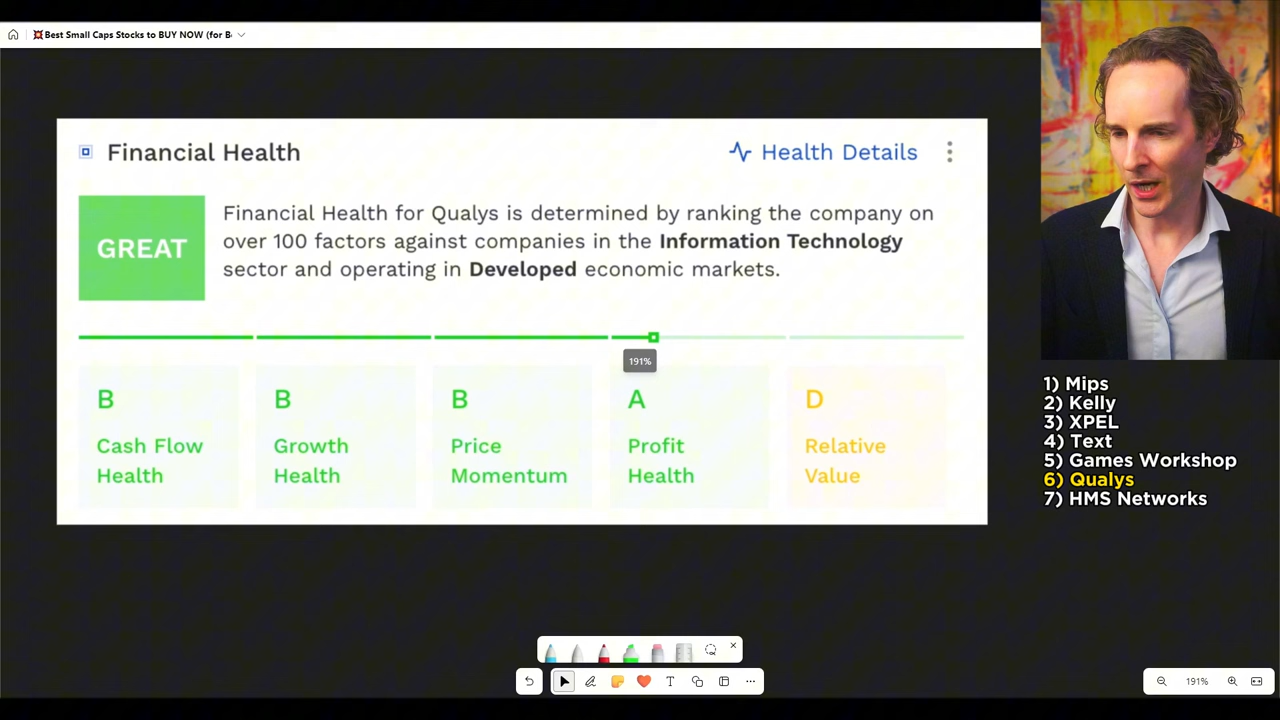 💥Best Small Caps Stocks to BUY NOW (for B
Financial Health
Health Details
GREAT
Financial Health for Qualys is determined by ranking the company on
over 100 factors against companies in the Information Technology
sector and operating in Developed economic markets.
191%
B
Cash Flow
Health
B
Growth
Health
B
Price
Momentum
A
Profit
Health
D
Relative
Value
1) Mips
2) Kelly
3) XPEL
4) Text
5) Games Workshop
6) Qualys
7) HMS Networks
T
191%